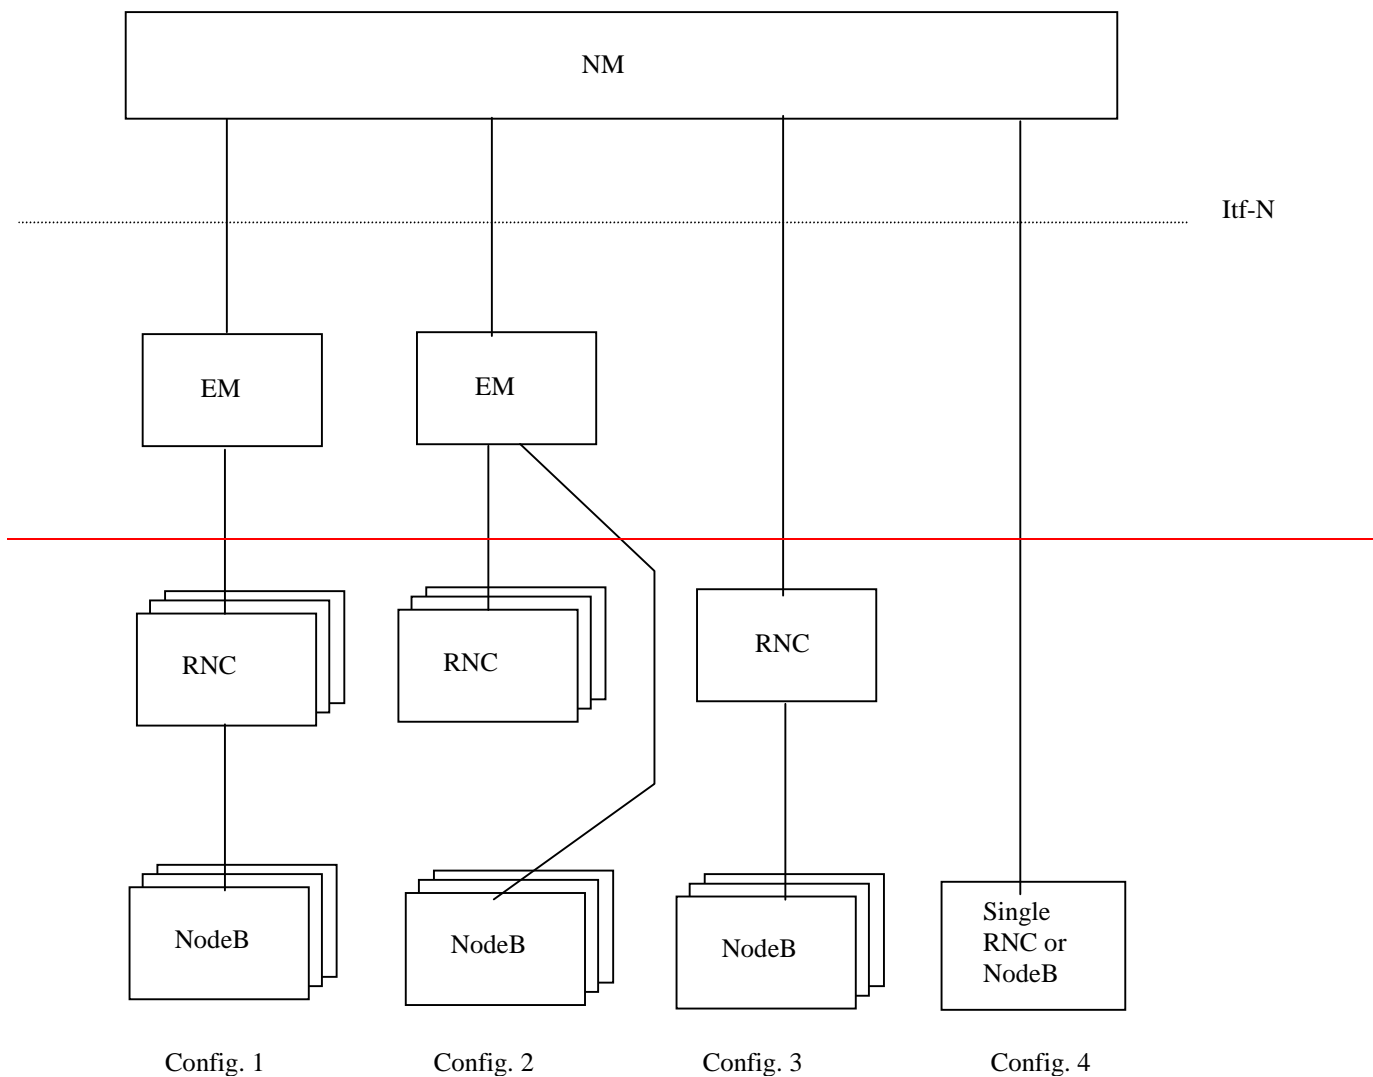 NM
Itf-N
EM
EM
RNC
RNC
RNC
NodeB
NodeB
NodeB
Single
RNC or
NodeB
Config. 1
Config. 2
Config. 3
Config. 4